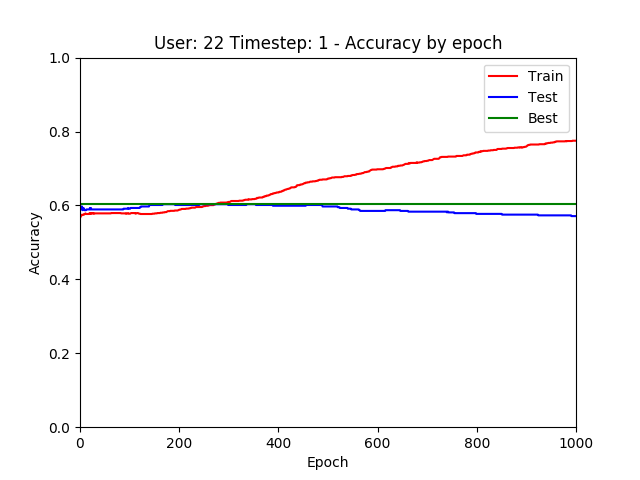 User: 22 Timestep: 1 - Accuracy by epoch
1.0
0.8
0.6
0.4
0.2
0.0
Accuracy
Train
Test
Best
0 200 400 600 800 1000
Epoch